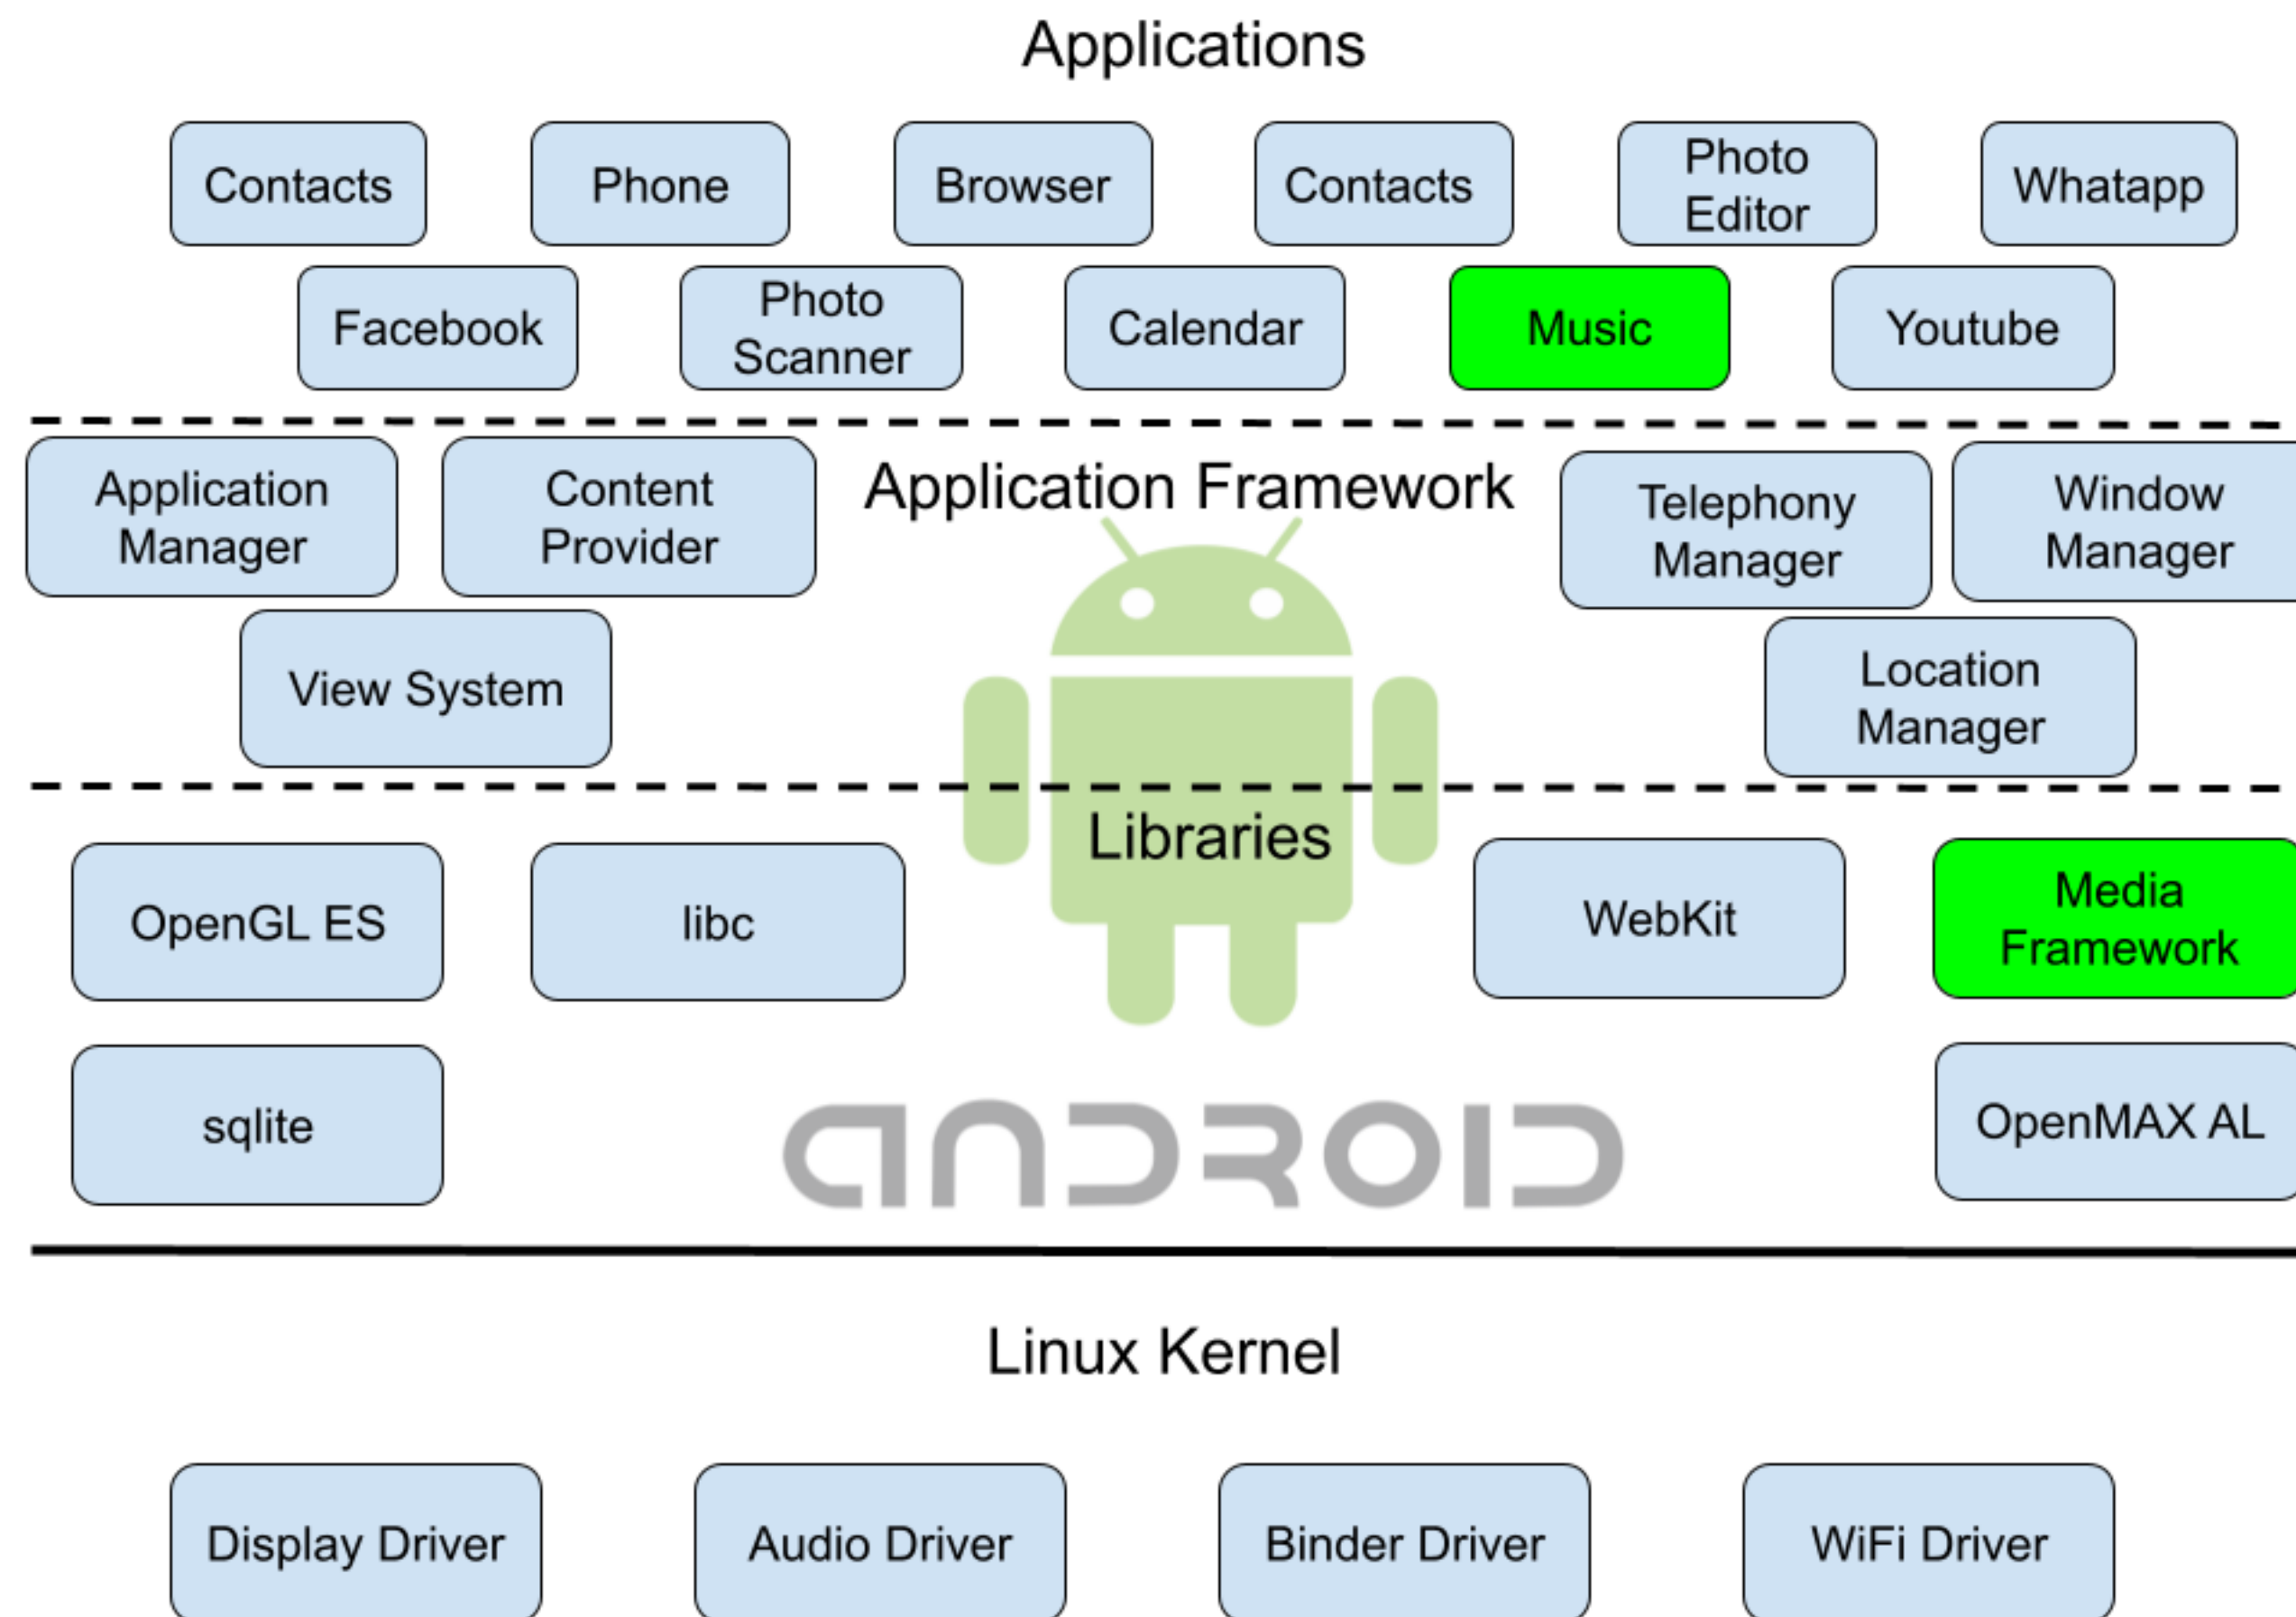 Applications
Contacts
Phone
Browser
Contacts
Photo
Editor
Whatapp
Facebook
Photo
Scanner
Calendar
Music
Youtube
Application
Manager
Content
Provider
Application Framework
Telephony
Manager
Window
Manager
View System
Location
Manager
Libraries
OpenGL ES
libc
WebKit
Media
Framework
sqlite
ANDROID
OpenMAX AL
Linux Kernel
Display Driver
Audio Driver
Binder Driver
WiFi Driver